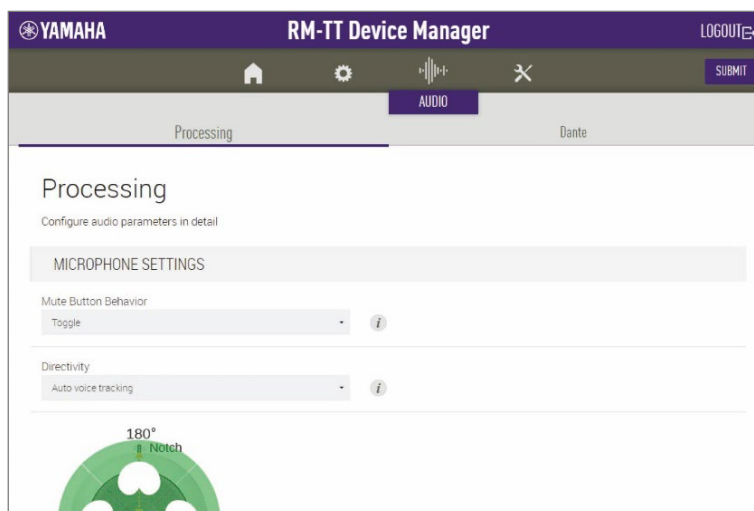 YAMAHA
RM-TT Device Manager
LOGOUT
SUBMIT
AUDIO
Processing
Dante
Processing
Configure audio parameters in detail
MICROPHONE SETTINGS
Mute Button Behavior
Toggle
i
Directivity
Auto voice tracking
i
180°
Notch